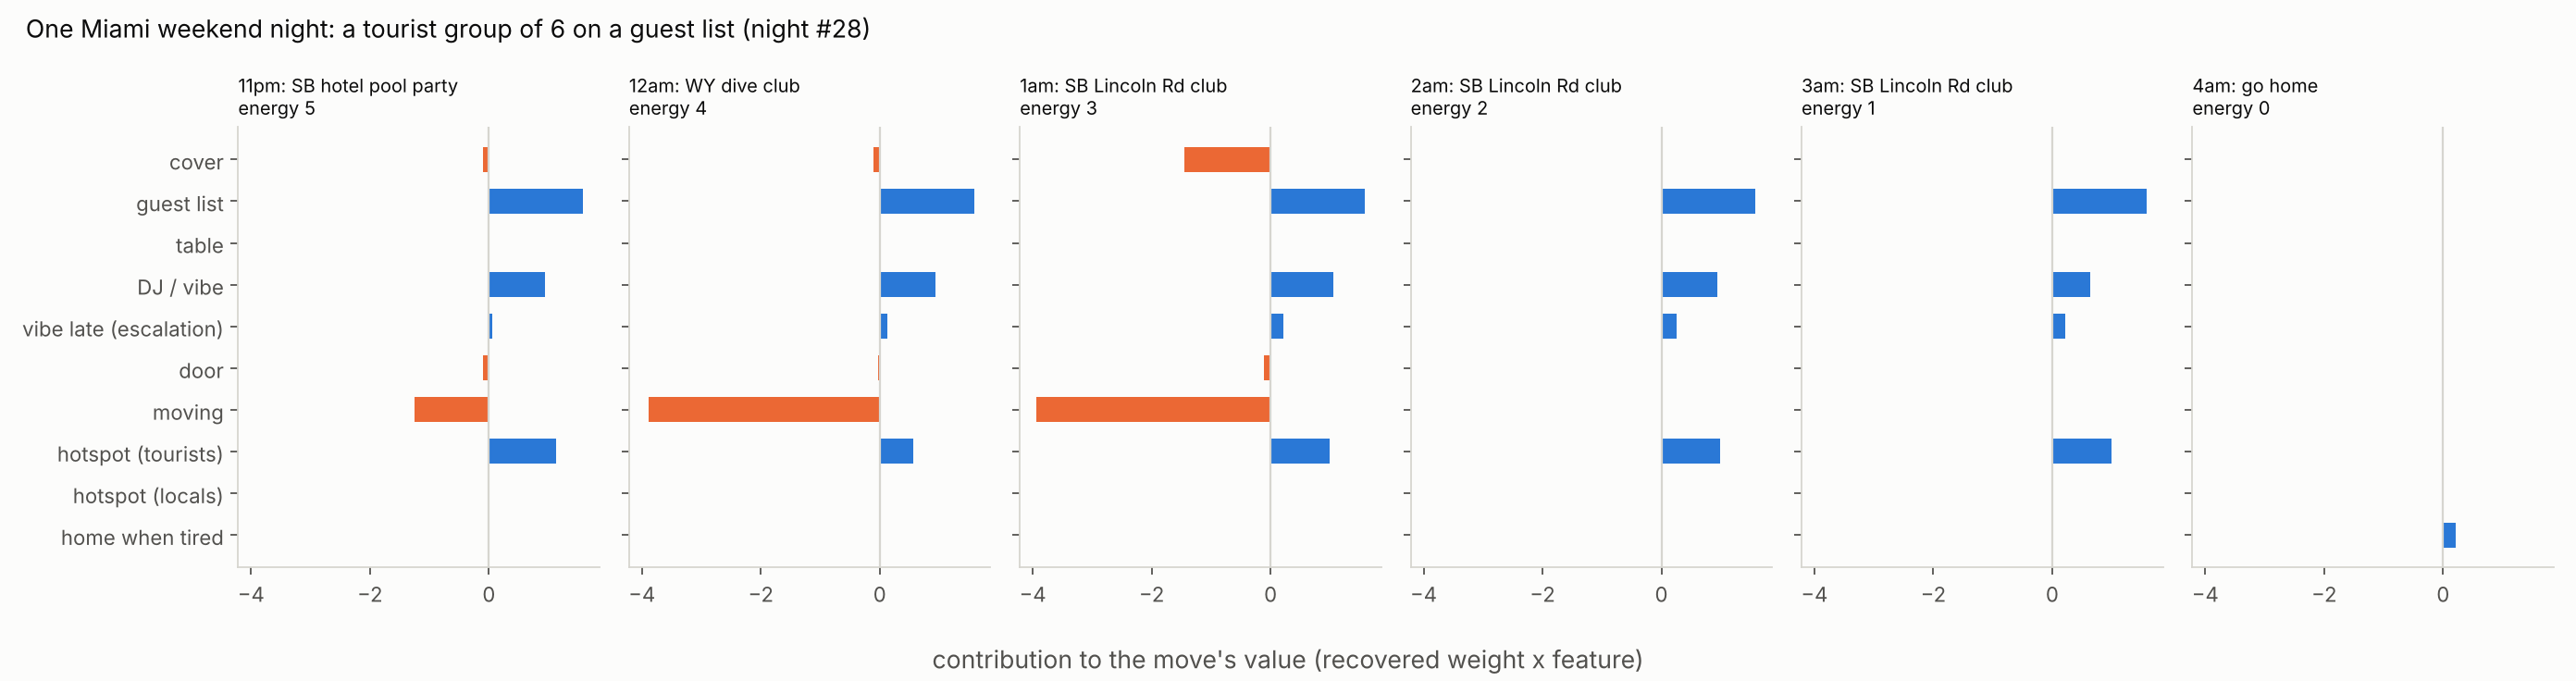 One Miami weekend night: a tourist group of 6 on a guest list (night #28)
11pm: SB hotel pool party
energy 5
12am: WY dive club
energy 4
1am: SB Lincoln Rd club
energy 3
2am: SB Lincoln Rd club
energy 2
3am: SB Lincoln Rd club
energy 1
4am: go home
energy 0
cover
guest list
table
DJ / vibe
vibe late (escalation)
door
moving
hotspot (tourists)
hotspot (locals)
home when tired
−4 −2 0
−4 −2 0
−4 −2 0
−4 −2 0
−4 −2 0
−4 −2 0
contribution to the move's value (recovered weight x feature)